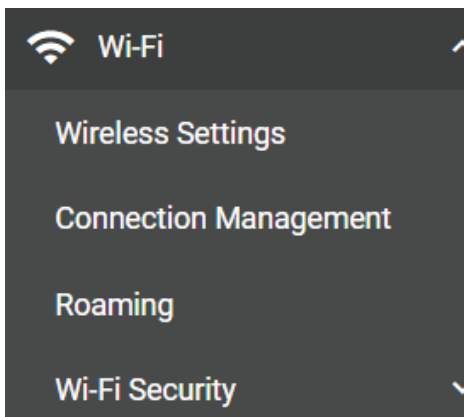 Wi-Fi
Wireless Settings
Connection Management
Roaming
Wi-Fi Security